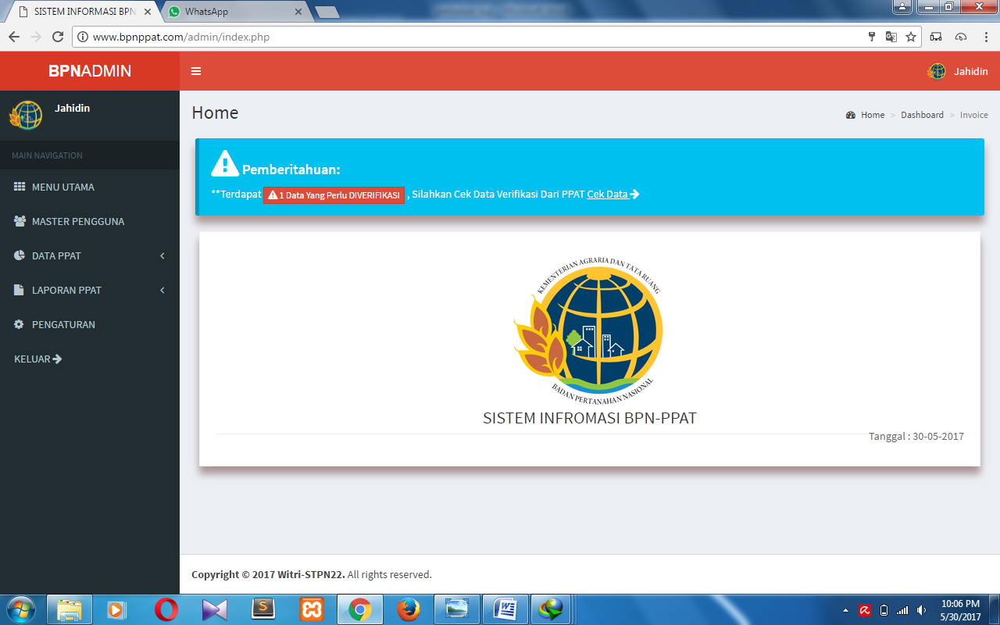 SISTEM INFORMASI BPN
WhatsApp
www.bpnppat.com/admin/index.php
BPNADMIN
Jahidin
Jahidin
Home
Home > Dashboard > Invoice
MAIN NAVIGATION
MENU UTAMA
MASTER PENGGUNA
DATA PPAT
LAPORAN PPAT
PENGATURAN
KELUAR
Pemberitahuan:
**Terdapat 1 Data Yang Perlu DIVERIFIKASI , Silahkan Cek Data Verifikasi Dari PPAT Cek Data
KEMENTERIAN AGRARIA DAN TATA RUANG
BADAN PERTANAHAN NASIONAL
SISTEM INFROMASI BPN-PPAT
Tanggal : 30-05-2017
Copyright © 2017 Witri-STPN22. All rights reserved.
10:06 PM
5/30/2017